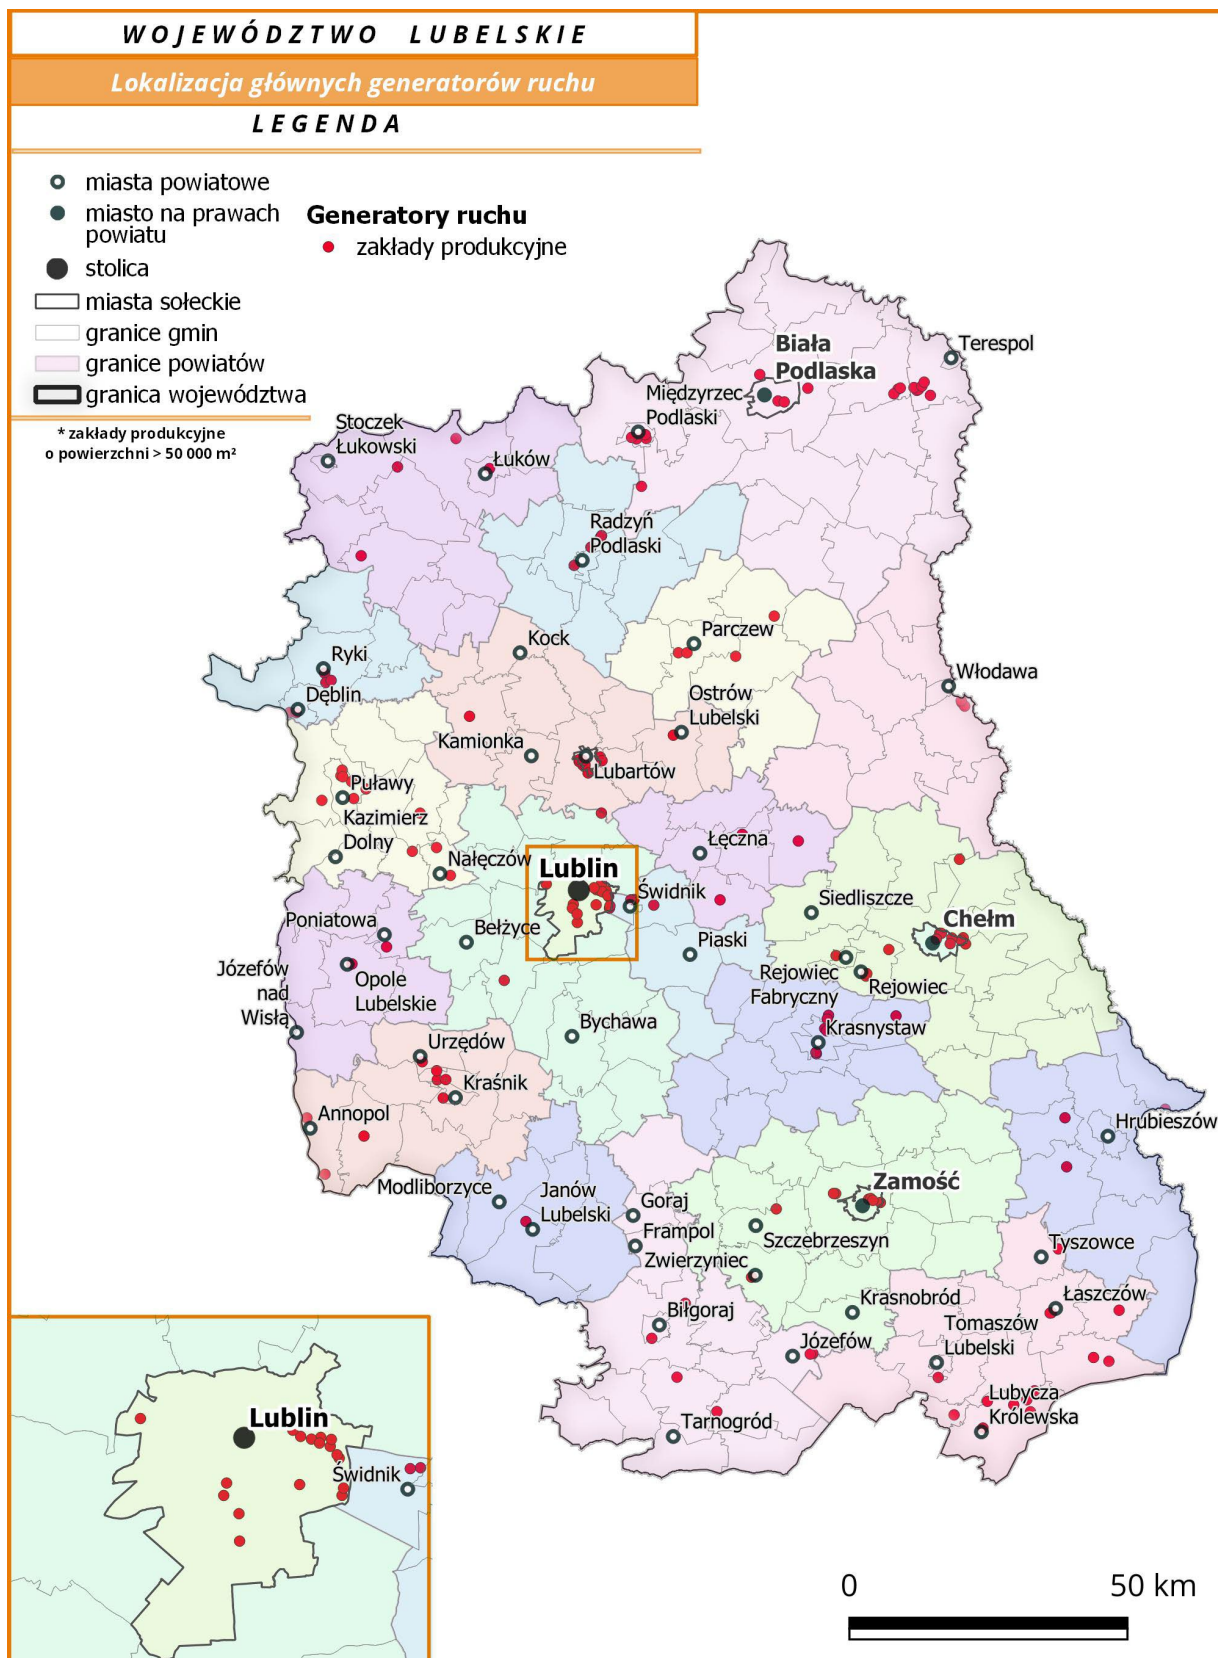 WOJEWÓDZTWO LUBELSKIE
Lokalizacja głównych generatorów ruchu
LEGENDA
miasta powiatowe
miasto na prawach
powiatu
stolica
miasta sołeckie
granice gmin
granice powiatów
granica województwa
Generatory ruchu
zakłady produkcyjne
* zakłady produkcyjne
o powierzchni > 50 000 m²
Terespol
Biała
Podlaska
Międzyrzec
Podlaski
Stoczek
Łukowski
Łuków
Radzyń
Podlaski
Kock
Parczew
Ryki
Dęblin
Włodawa
Ostrów
Lubelski
Kamionka
Lubartów
Puławy
Kazimierz
Dolny
Nałęczów
Łęczna
Lublin
Świdnik
Siedliszcze
Chełm
Poniatowa
Bełżyce
Piaski
Rejowiec
Fabryczny
Rejowiec
Józefów
nad
Wisłą
Opole
Lubelskie
Bychawa
Krasnystaw
Urzędów
Kraśnik
Annopol
Hrubieszów
Modliborzyce
Janów
Lubelski
Goraj
Frampol
Zwierzyniec
Zamość
Szczebrzeszyn
Tyszowce
Łaszczów
Krasnobród
Tomaszów
Lubelski
Biłgoraj
Józefów
Lubycza
Królewska
Tarnogród
Lublin
Świdnik
0 50 km